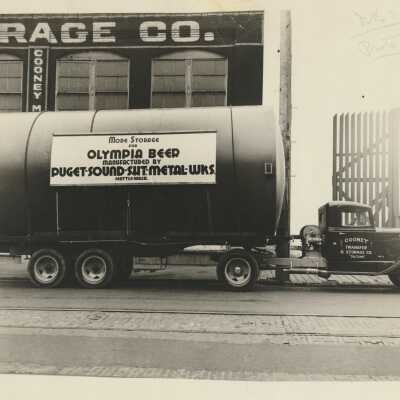 RAGE CO.
COONEY M
MORE STORAGE
FOR
OLYMPIA BEER
MANUFACTURED BY
PUGET-SOUND-SHT-METAL-WKS.
SEATTLE WASH.
COONEY
TRANSFER
& STORAGE CO.